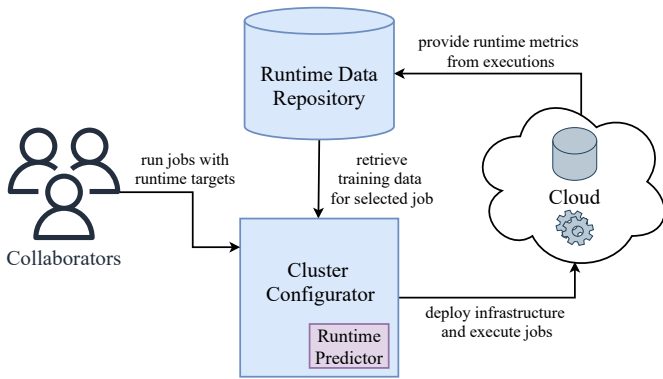 provide runtime metrics
from executions
Runtime Data
Repository
run jobs with
runtime targets
retrieve
training data
for selected job
Cloud
Collaborators
Cluster
Configurator
Runtime
Predictor
deploy infrastructure
and execute jobs